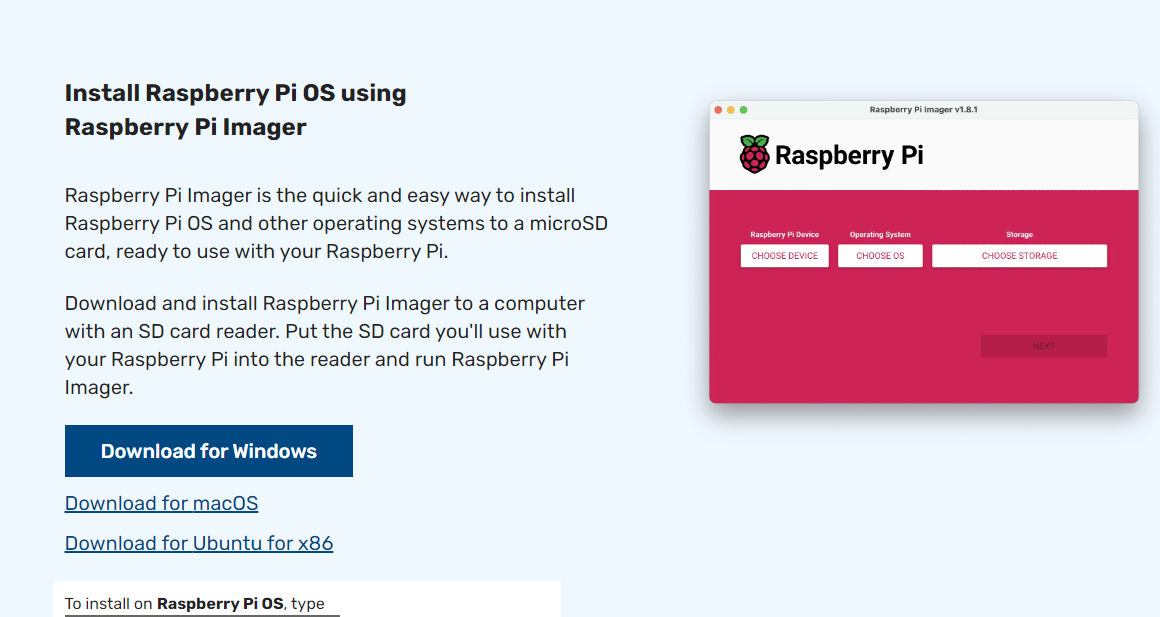 Install Raspberry Pi OS using
Raspberry Pi Imager
Raspberry Pi Imager is the quick and easy way to install
Raspberry Pi OS and other operating systems to a microSD
card, ready to use with your Raspberry Pi.
Download and install Raspberry Pi Imager to a computer
with an SD card reader. Put the SD card you'll use with
your Raspberry Pi into the reader and run Raspberry Pi
Imager.
Download for Windows
Download for macOS
Download for Ubuntu for x86
To install on Raspberry Pi OS, type
Raspberry Pi Imager v1.8.1
Raspberry Pi
Raspberry Pi Device Operating System Storage
CHOOSE DEVICE CHOOSE OS CHOOSE STORAGE
NEXT